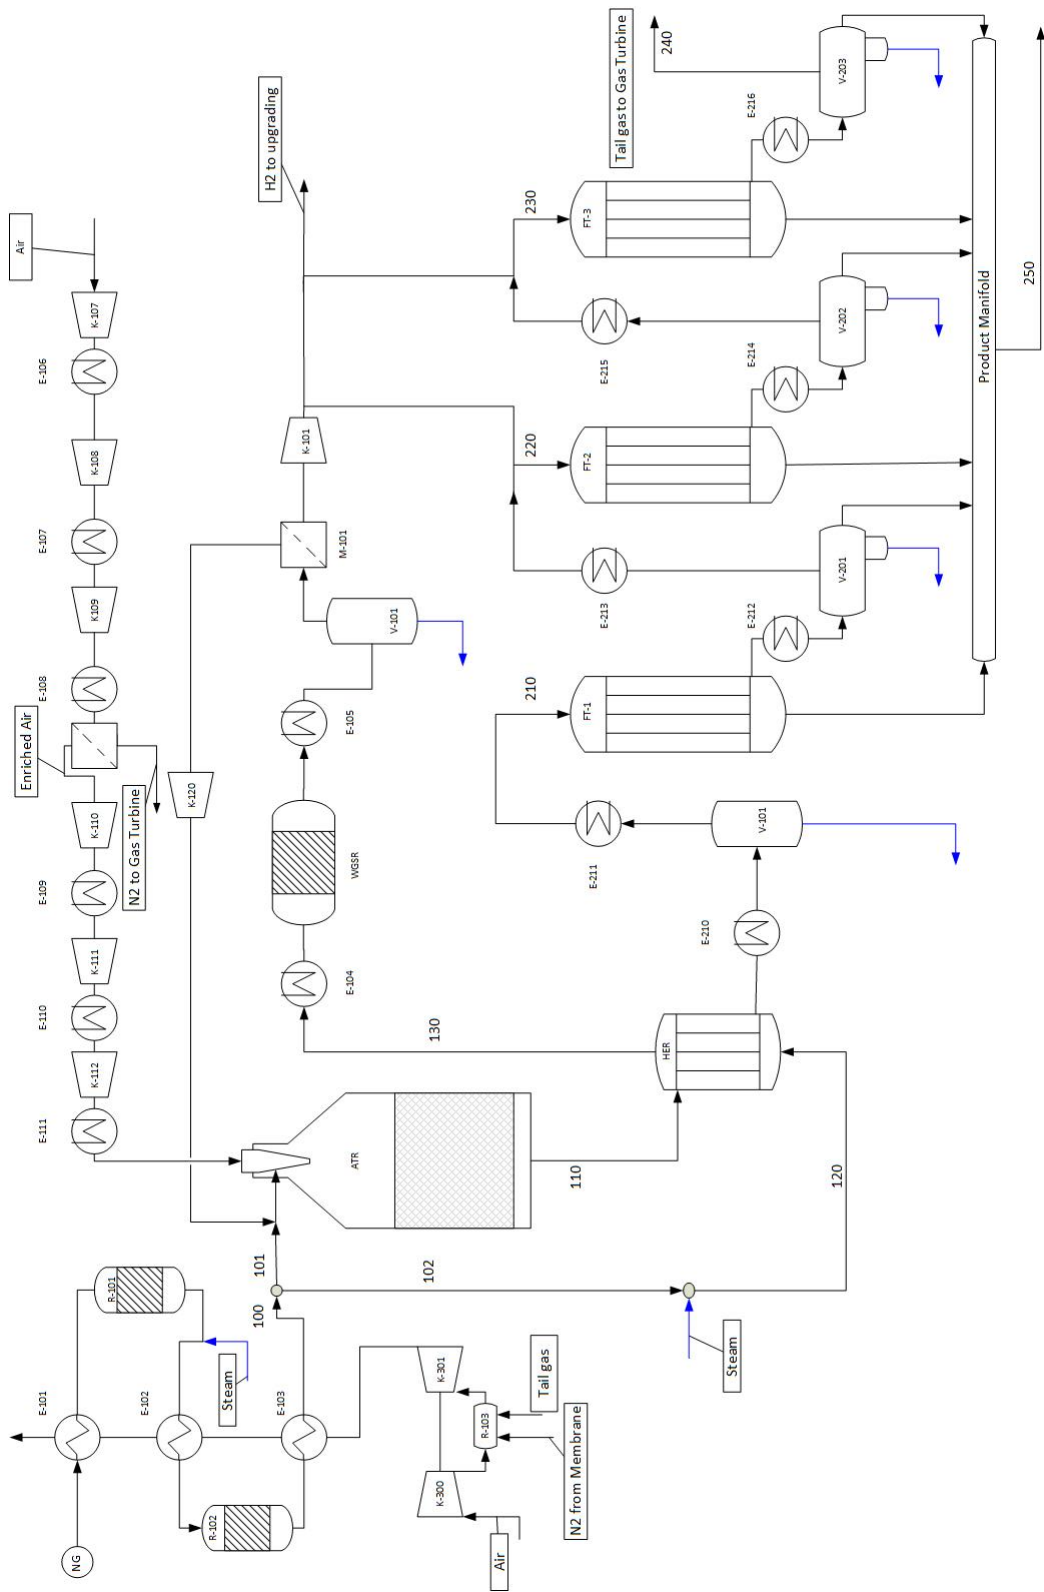 Air
K-107
E-106
K-108
E-107
K109
E-108
Enriched Air
N2 to Gas Turbine
K-110
E-109
K-111
E-110
K-112
E-111
K-120
H2 to upgrading
K-101
M-101
V-101
E-105
WGSR
E-104
130
ATR
110
HER
120
NG
E-101
E-102
E-103
R-101
R-102
Steam
100
101
102
Steam
K-301
K-300
R-103
Tail gas
N2 from Membrane
Air
E-210
V-101
E-211
210
FT-1
E-212
V-201
E-213
220
FT-2
E-214
V-202
E-215
230
FT-3
E-216
V-203
Tail gas to Gas Turbine
240
Product Manifold
250